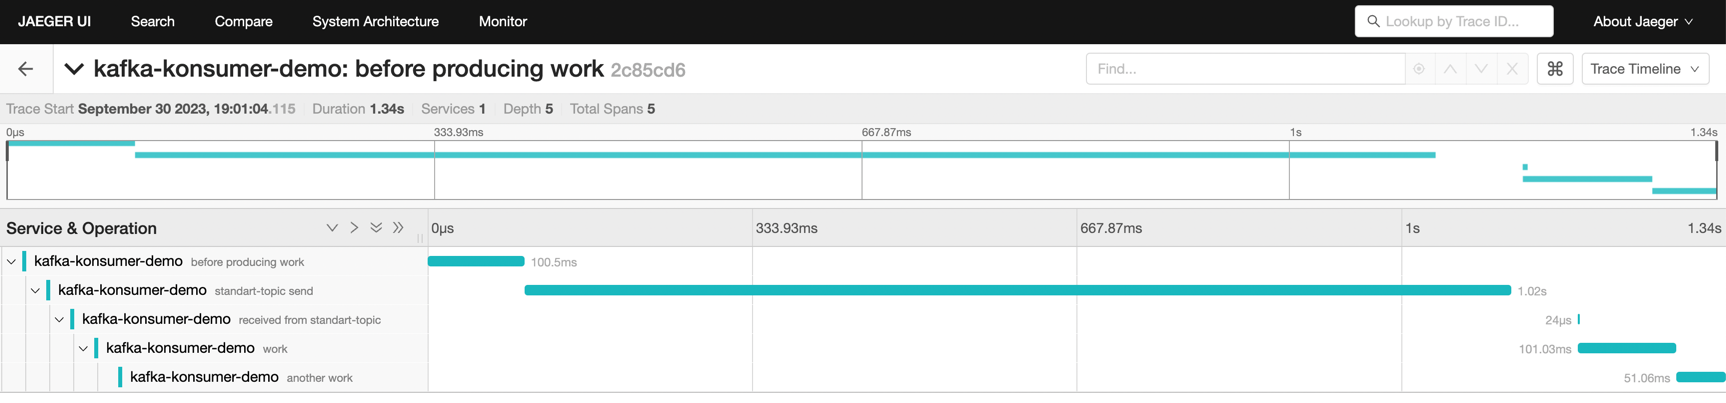 JAEGER UI Search Compare System Architecture Monitor Lookup by Trace ID... About Jaeger
kafka-konsumer-demo: before producing work 2c85cd6 Find... ⌘ Trace Timeline
Trace Start September 30 2023, 19:01:04.115 Duration 1.34s Services 1 Depth 5 Total Spans 5
0μs 333.93ms 667.87ms 1s 1.34s
Service & Operation 0μs 333.93ms 667.87ms 1s 1.34s
kafka-konsumer-demo before producing work 100.5ms
kafka-konsumer-demo standart-topic send 1.02s
kafka-konsumer-demo received from standart-topic 24μs
kafka-konsumer-demo work 101.03ms
kafka-konsumer-demo another work 51.06ms